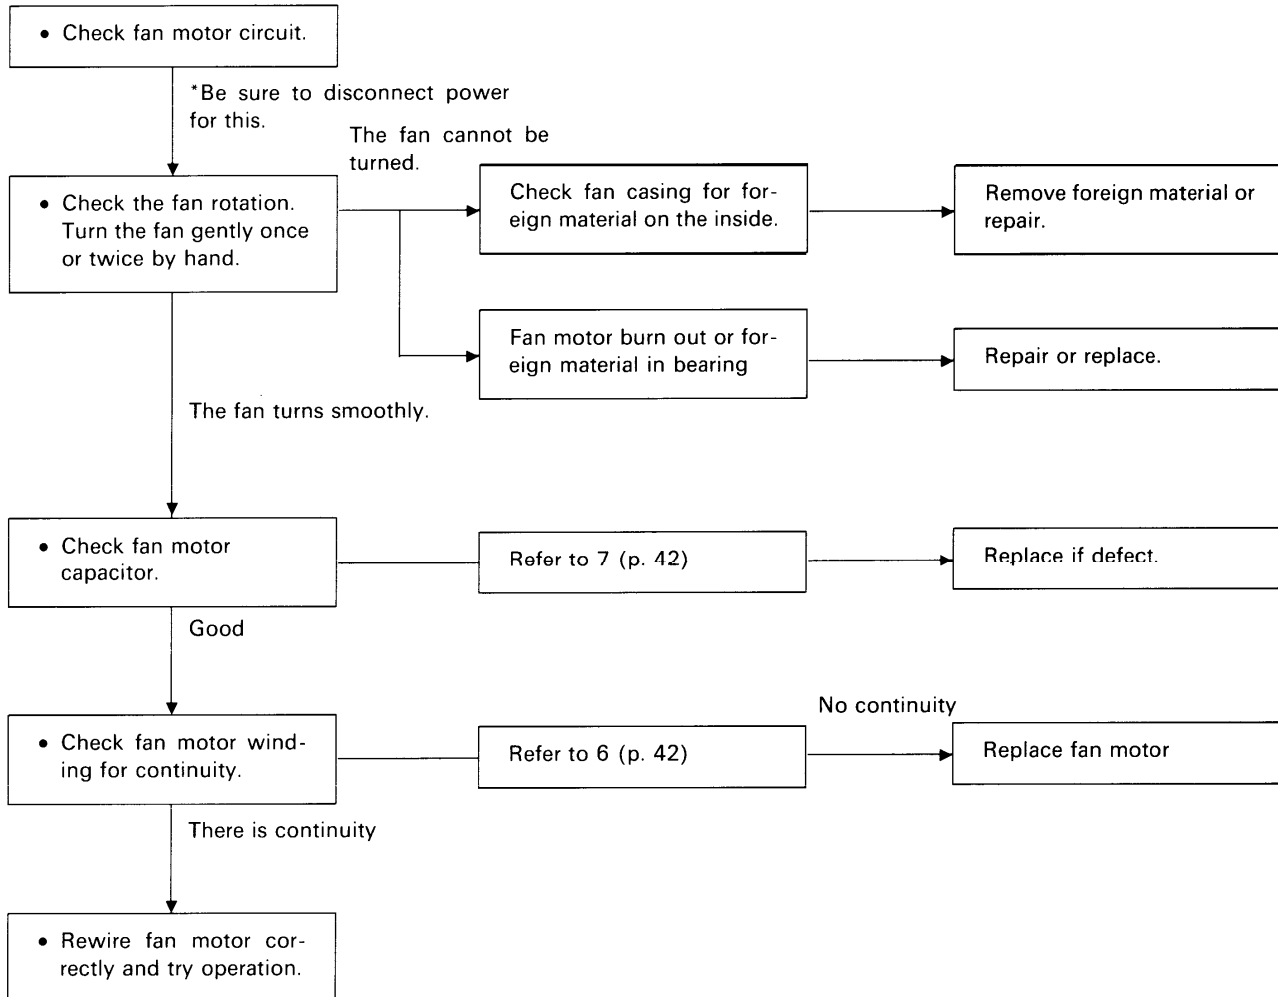 • Check fan motor circuit.
*Be sure to disconnect power
for this.
The fan cannot be
turned.
• Check the fan rotation.
Turn the fan gently once
or twice by hand.
Check fan casing for for-
eign material on the inside.
Remove foreign material or
repair.
Fan motor burn out or for-
eign material in bearing
Repair or replace.
The fan turns smoothly.
• Check fan motor
capacitor.
Refer to 7 (p. 42)
Replace if defect.
Good
• Check fan motor wind-
ing for continuity.
Refer to 6 (p. 42)
No continuity
Replace fan motor
There is continuity
• Rewire fan motor cor-
rectly and try operation.